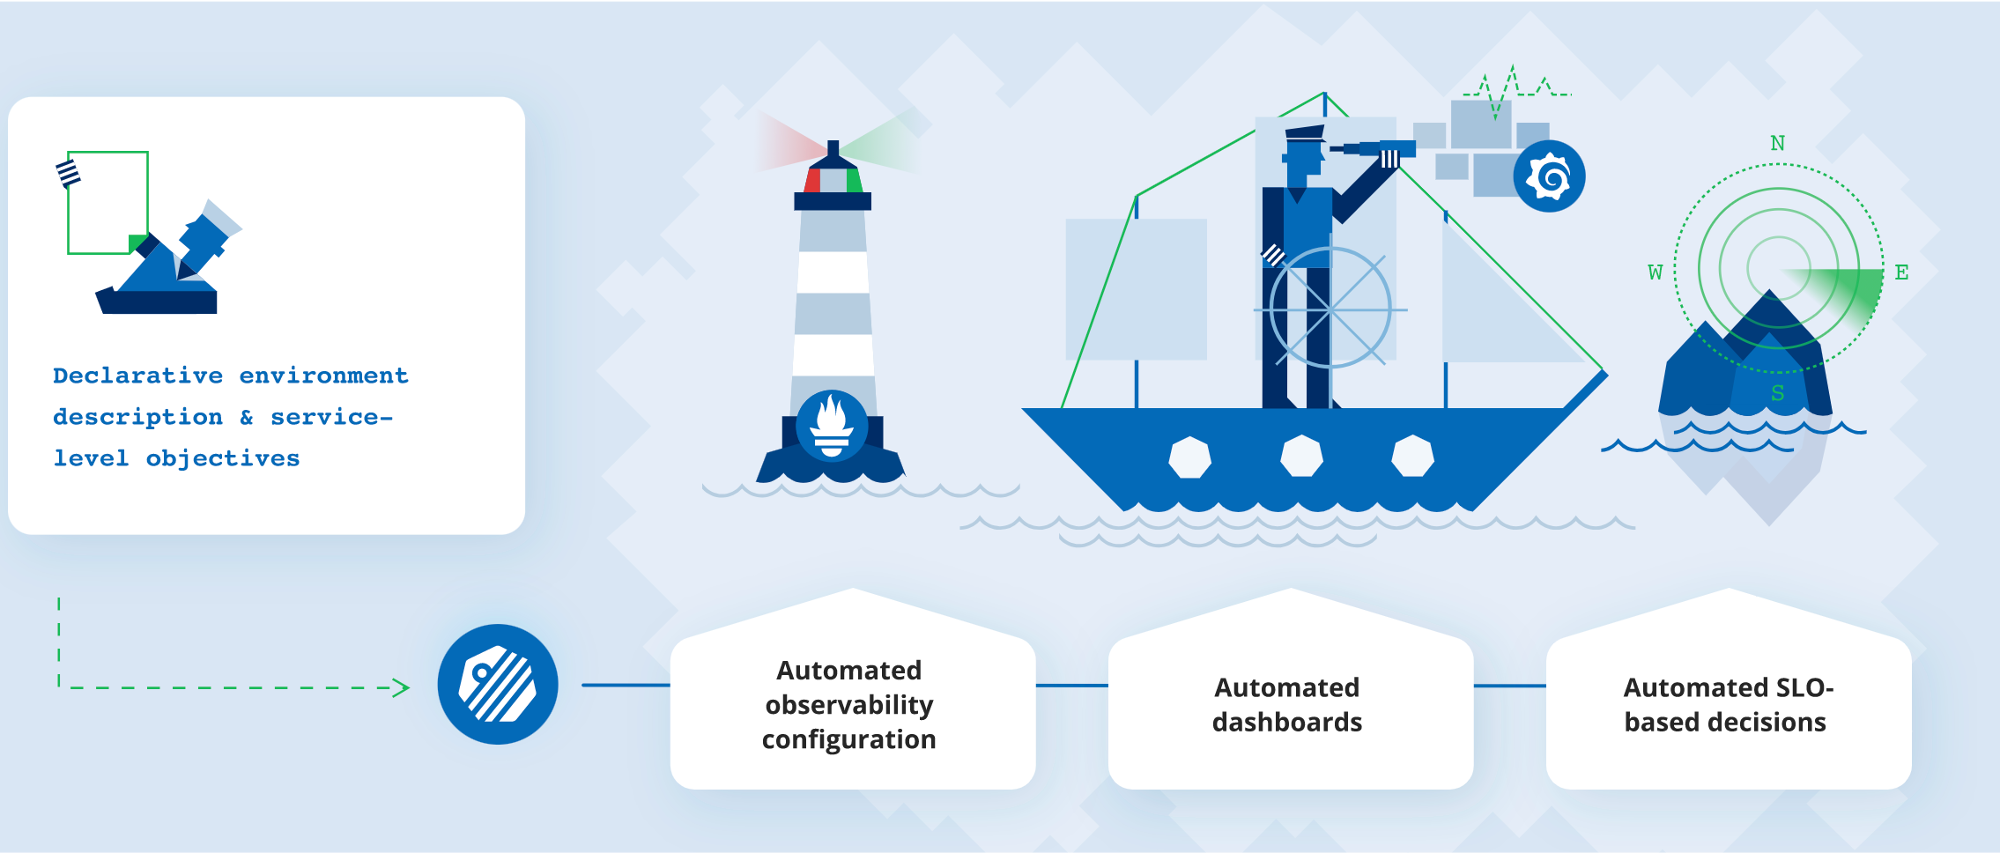 Declarative environment
description & service-
level objectives
N
W
E
S
Automated
observability
configuration
Automated
dashboards
Automated SLO-
based decisions